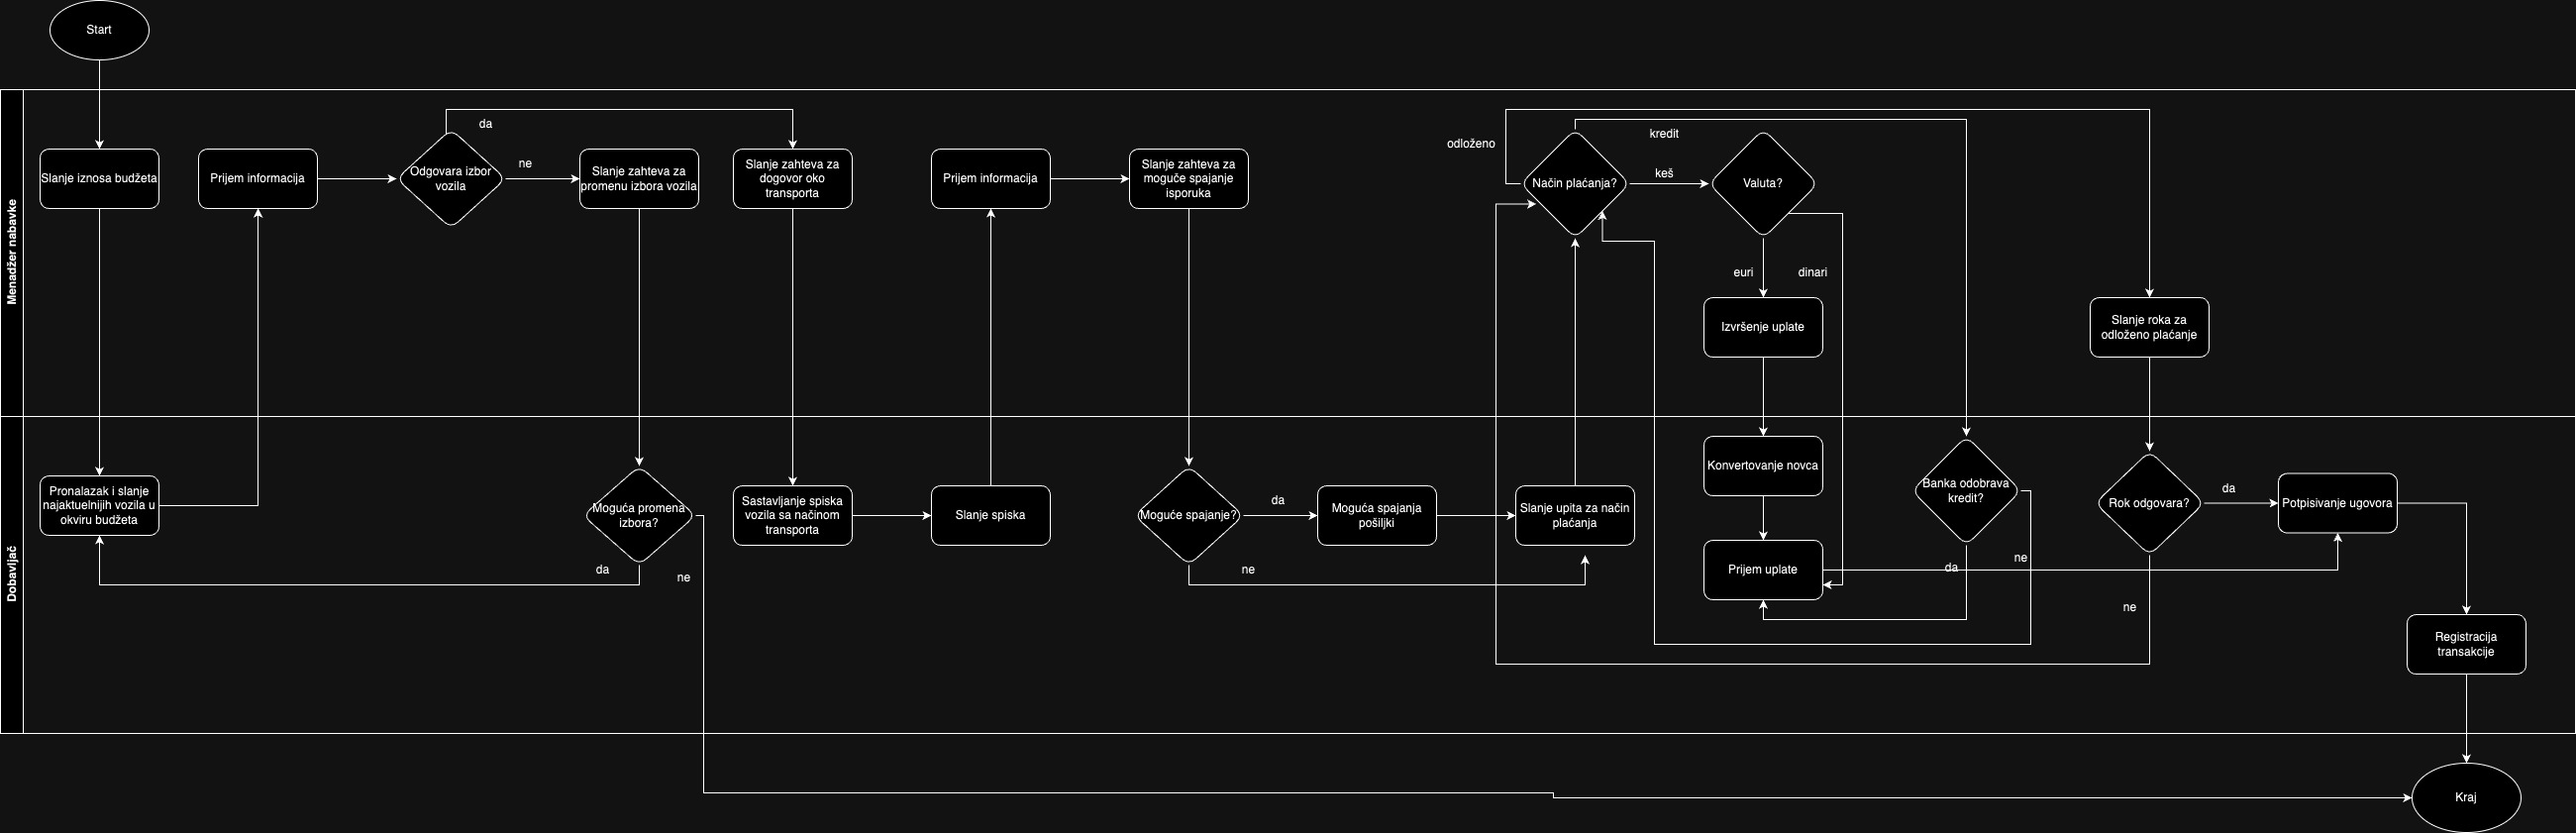 Start
Menadžer nabavke
Slanje iznosa budžeta
Prijem informacija
Odgovara izbor
vozila
da
ne
Slanje zahteva za
promenu izbora vozila
Slanje zahteva za
dogovor oko
transporta
Prijem informacija
Slanje zahteva za
moguče spajanje
isporuka
odloženo
Način plaćanja?
kredit
keš
Valuta?
euri
dinari
Izvršenje uplate
Slanje roka za
odloženo plaćanje
Dobavljač
Pronalazak i slanje
najaktuelnijih vozila u
okviru budžeta
Moguća promena
izbora?
da
ne
Sastavljanje spiska
vozila sa načinom
transporta
Slanje spiska
Moguće spajanje?
da
ne
Moguća spajanja
pošiljki
Slanje upita za način
plaćanja
Konvertovanje novca
Prijem uplate
Banka odobrava
kredit?
da
ne
Rok odgovara?
da
ne
Potpisivanje ugovora
Registracija
transakcije
Kraj